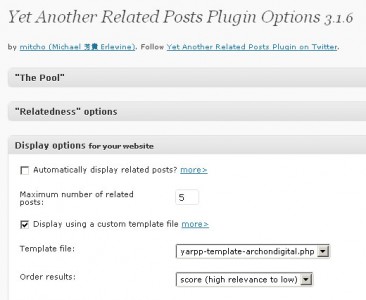 Yet Another Related Posts Plugin Options 3.1.6
by mitcho (Michael 芳貴 Erlewine). Follow Yet Another Related Posts Plugin on Twitter.
"The Pool"
"Relatedness" options
Display options for your website
Automatically display related posts? more>
Maximum number of related
posts:
5
Display using a custom template file more>
Template file:
yarpp-template-archondigital.php
Order results:
score (high relevance to low)